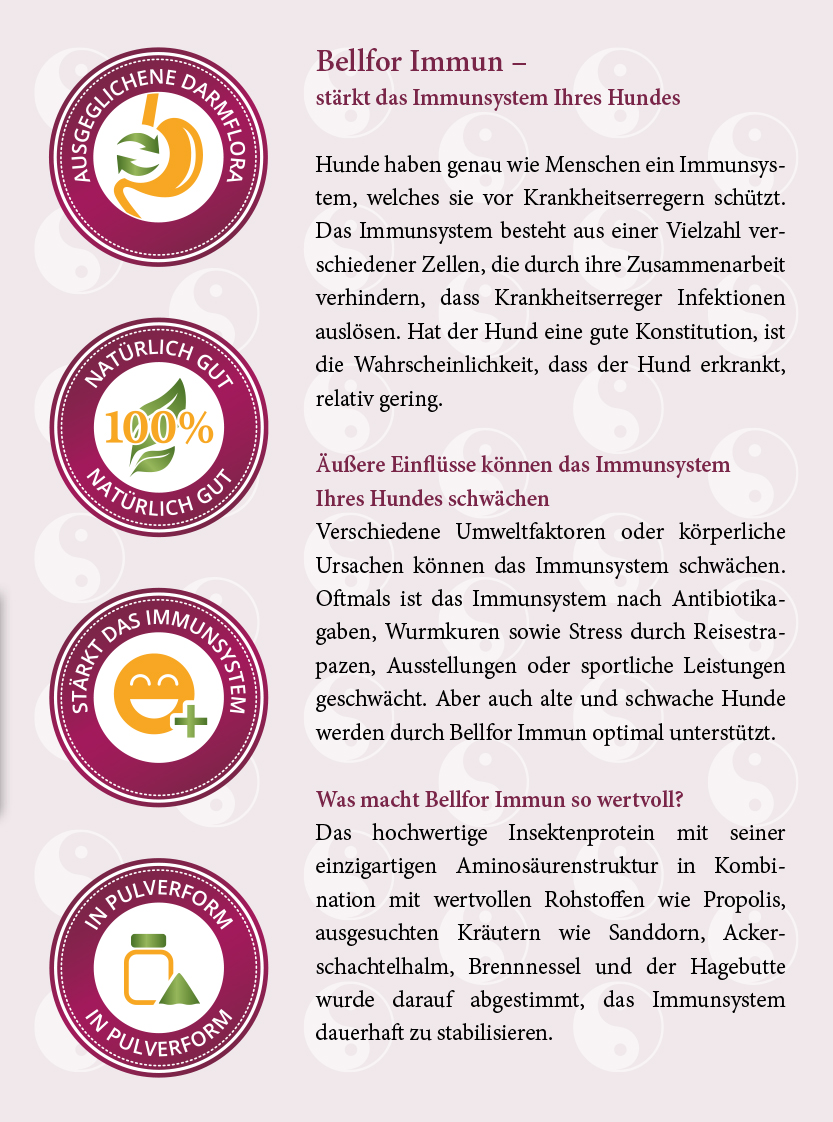 AUSGEGLICHENE DARMFLORA
NATÜRLICH GUT
100%
NATÜRLICH GUT
STÄRKT DAS IMMUNSYSTEM
IN PULVERFORM
IN PULVERFORM
Bellfor Immun –
stärkt das Immunsystem Ihres Hundes
Hunde haben genau wie Menschen ein Immunsys-
tem, welches sie vor Krankheitserregern schützt.
Das Immunsystem besteht aus einer Vielzahl ver-
schiedener Zellen, die durch ihre Zusammenarbeit
verhindern, dass Krankheitserreger Infektionen
auslösen. Hat der Hund eine gute Konstitution, ist
die Wahrscheinlichkeit, dass der Hund erkrankt,
relativ gering.
Äußere Einflüsse können das Immunsystem
Ihres Hundes schwächen
Verschiedene Umweltfaktoren oder körperliche
Ursachen können das Immunsystem schwächen.
Oftmals ist das Immunsystem nach Antibiotika-
gaben, Wurmkuren sowie Stress durch Reisestra-
pazen, Ausstellungen oder sportliche Leistungen
geschwächt. Aber auch alte und schwache Hunde
werden durch Bellfor Immun optimal unterstützt.
Was macht Bellfor Immun so wertvoll?
Das hochwertige Insektenprotein mit seiner
einzigartigen Aminosäurenstruktur in Kombi-
nation mit wertvollen Rohstoffen wie Propolis,
ausgesuchten Kräutern wie Sanddorn, Acker-
schachtelhalm, Brennnessel und der Hagebutte
wurde darauf abgestimmt, das Immunsystem
dauerhaft zu stabilisieren.